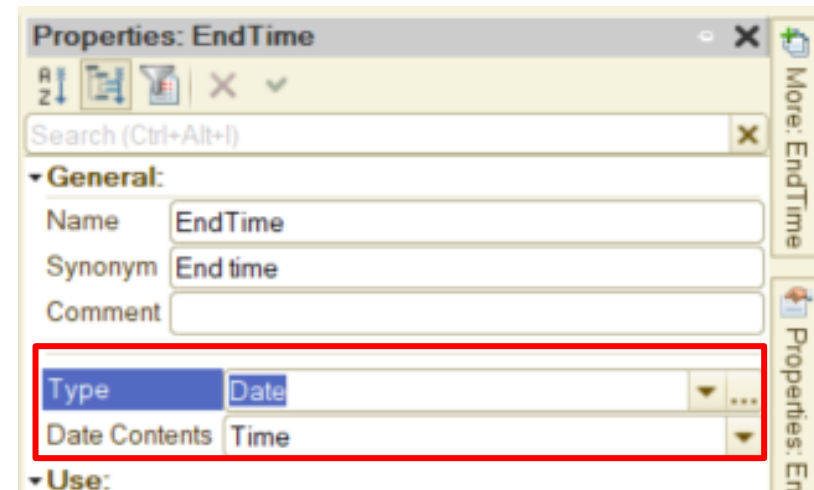 Properties: EndTime
Search (Ctrl+Alt+I)
General:
Name EndTime
Synonym End time
Comment
Type Date ...
Date Contents Time
Use:
More: EndTime
Properties: En